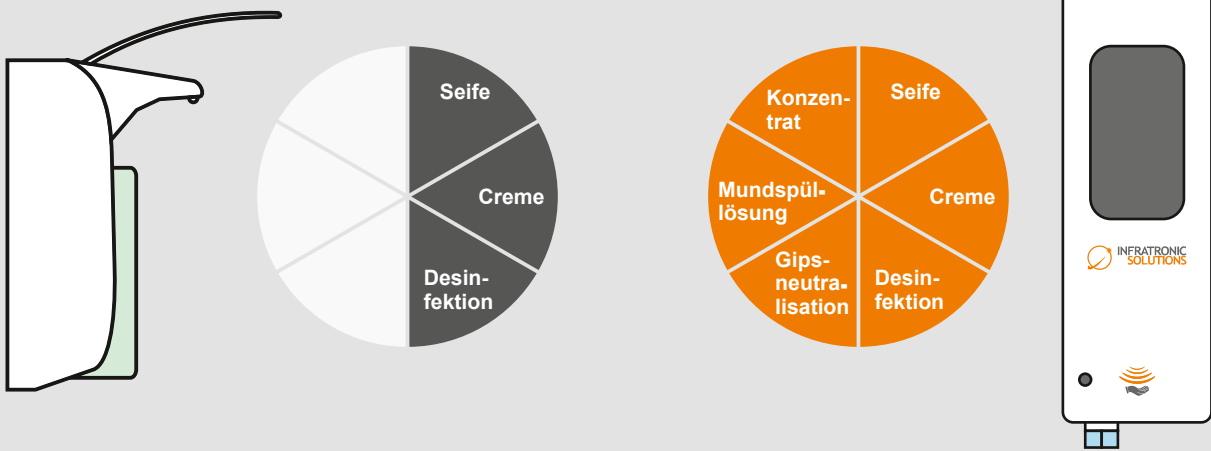 Seife
Creme
Desin-
fektion
Konzen-
trat
Seife
Mundspül-
lösung
Creme
Gips-
neutra-
lisation
Desin-
fektion
INFRATRONIC
SOLUTIONS